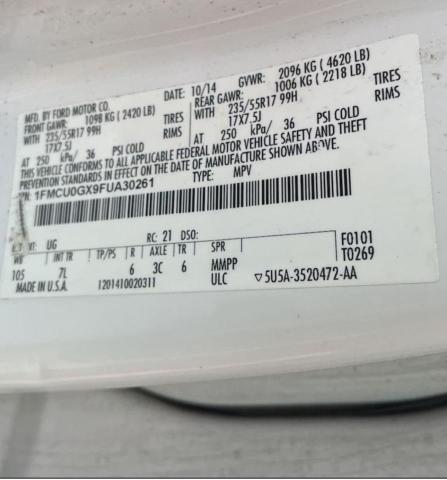 MFD. BY FORD MOTOR CO.
DATE: 10/14 GVWR: 2096 KG ( 4620 LB)
FRONT GAWR: 1098 KG ( 2420 LB) REAR GAWR: 1006 KG ( 2218 LB)
WITH 235/55R17 99H TIRES WITH 235/55R17 99H TIRES
17X7.5J RIMS 17X7.5J RIMS
AT 250 kPa/ 36 PSI COLD AT 250 kPa/ 36 PSI COLD
THIS VEHICLE CONFORMS TO ALL APPLICABLE FEDERAL MOTOR VEHICLE SAFETY AND THEFT
PREVENTION STANDARDS IN EFFECT ON THE DATE OF MANUFACTURE SHOWN ABOVE.
1FMCU0GX9FUA30261 TYPE: MPV
UG RC: 21 DSO:
WB INT TR TP/PS R AXLE TR SPR F0101
105 7L 6 3C 6 MMPP T0269
MADE IN U.S.A. 1201410020311 ULC ▽5U5A-3520472-AA